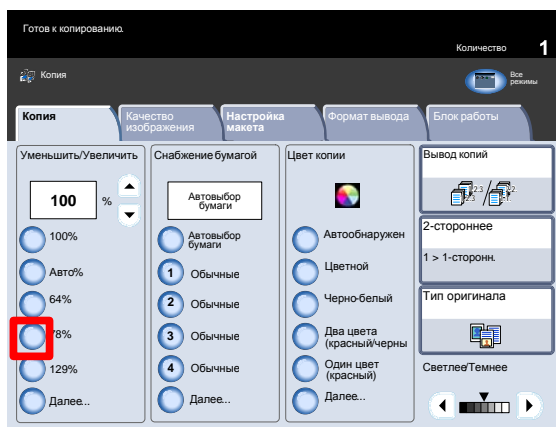 Готов к копированию.
Количество 1
Копия
Все
режимы
Копия
Качество
изображения
Настройка
макета
Формат вывода
Блок работы
Уменьшить/Увеличить
100 %
100%
Авто%
64%
78%
129%
Далее...
Снабжение бумагой
Автовыбор
бумаги
Автовыбор
бумаги
1 Обычные
2 Обычные
3 Обычные
4 Обычные
Далее...
Цвет копии
Автообнаружен
Цветной
Черно-белый
Два цвета
(красный/черны
Один цвет
(красный)
Далее...
Вывод копий
2-стороннее
1 > 1-сторонн.
Тип оригинала
Светлее/Темнее